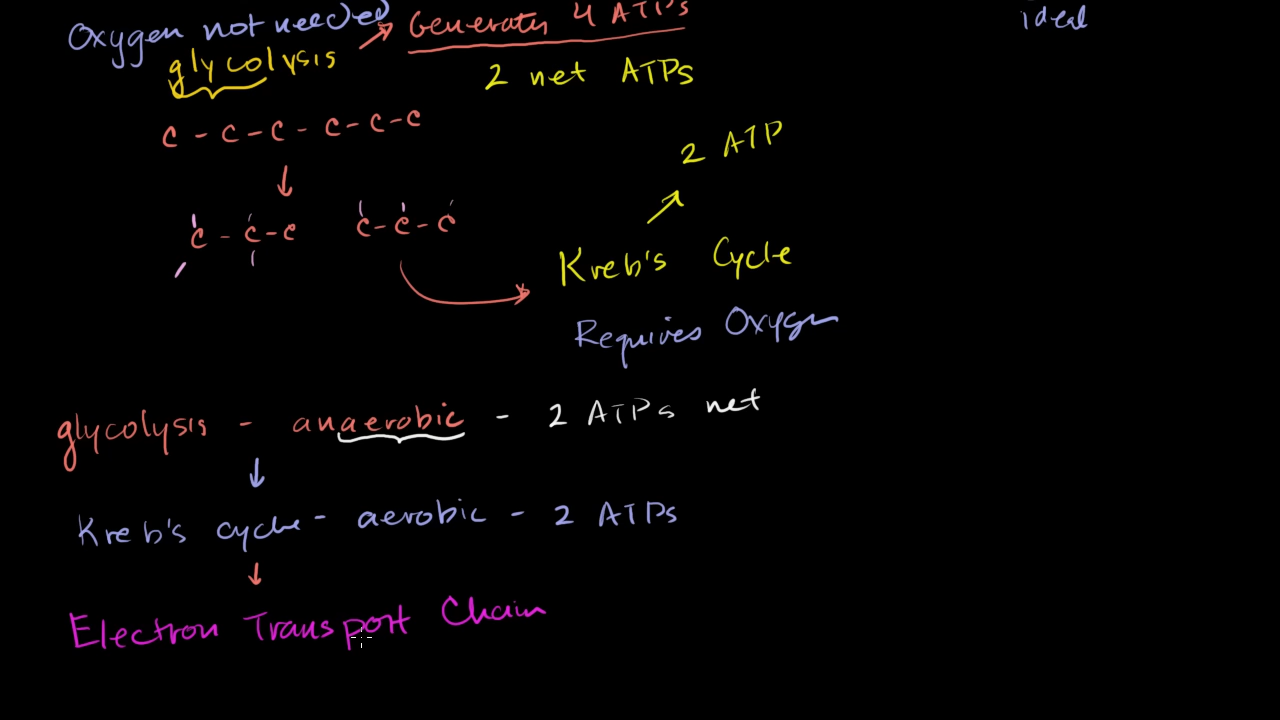 Oxygen not needed
Generates 4 ATPs
ideal
glycolysis
2 net ATPs
C - C - C - C - C - C
2 ATP
C - C - C
C - C - C
Kreb's Cycle
Requires Oxygen
glycolysis - anaerobic - 2 ATPs net
Kreb's cycle - aerobic - 2 ATPs
Electron Transport Chain